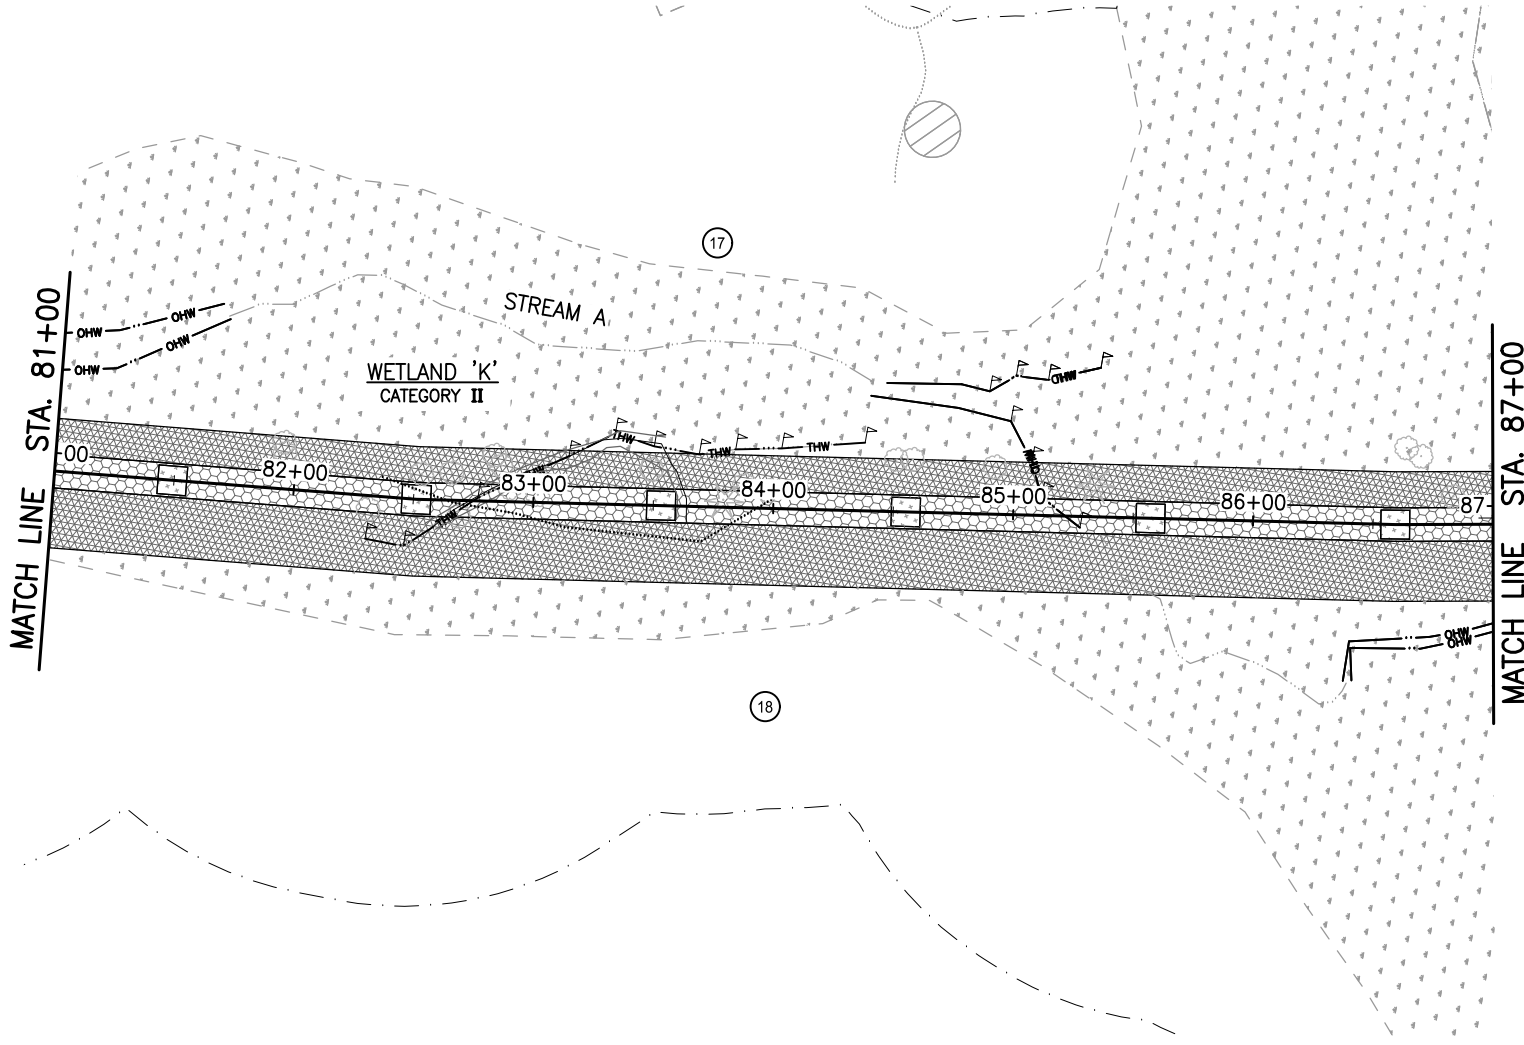 17
STREAM A
WETLAND 'K'
CATEGORY II
OHW
OHW
OHW
OHW
MATCH LINE STA. 81+00
MATCH LINE STA. 87+00
THW
THW
THW
THW
00
82+00
83+00
84+00
85+00
86+00
87
OHW
OHW
18